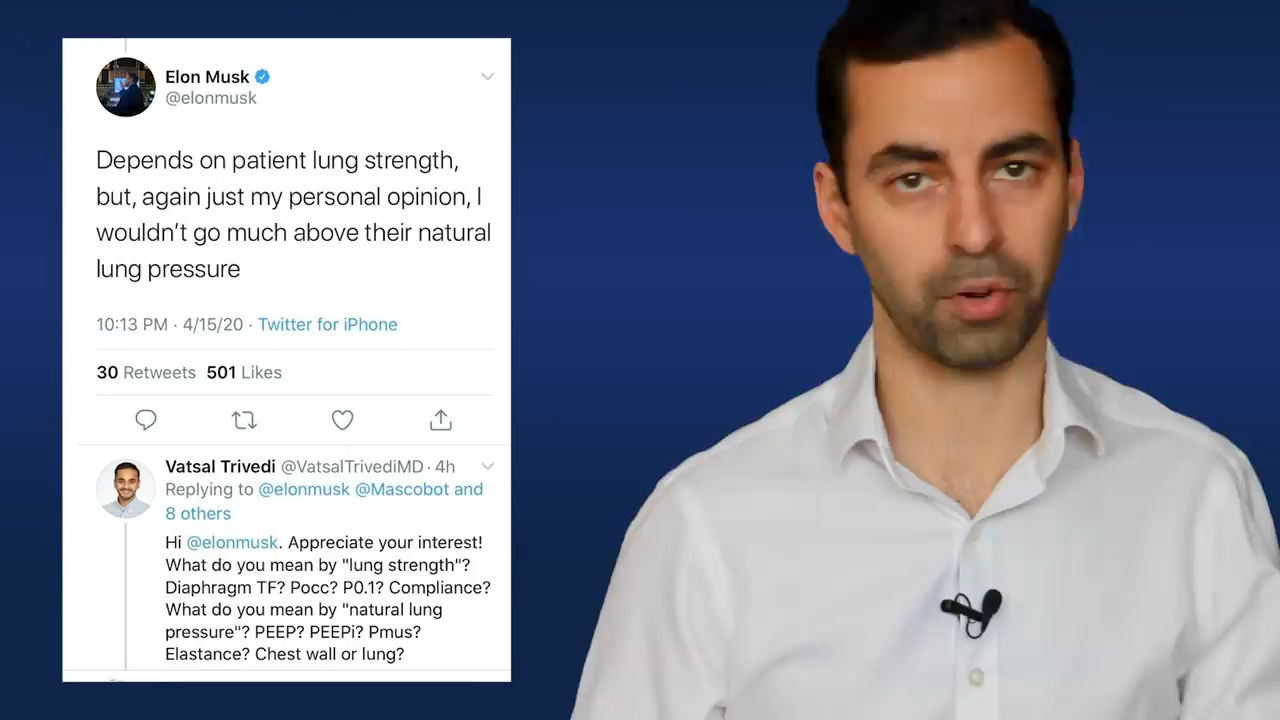 Elon Musk
@elonmusk
Depends on patient lung strength,
but, again just my personal opinion, I
wouldn’t go much above their natural
lung pressure
10:13 PM · 4/15/20 · Twitter for iPhone
30 Retweets 501 Likes
Vatsal Trivedi @VatsalTrivediMD · 4h
Replying to @elonmusk @Mascobot and
8 others
Hi @elonmusk. Appreciate your interest!
What do you mean by "lung strength"?
Diaphragm TF? Pocc? P0.1? Compliance?
What do you mean by "natural lung
pressure"? PEEP? PEEPi? Pmus?
Elastance? Chest wall or lung?